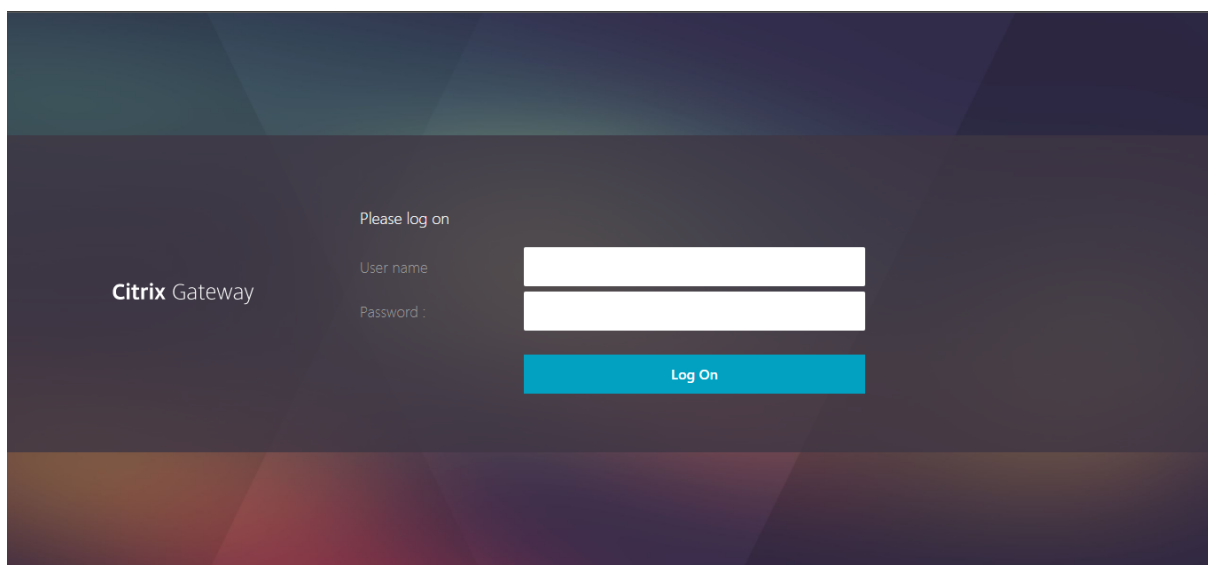 Please log on
User name
Citrix Gateway
Password :
Log On